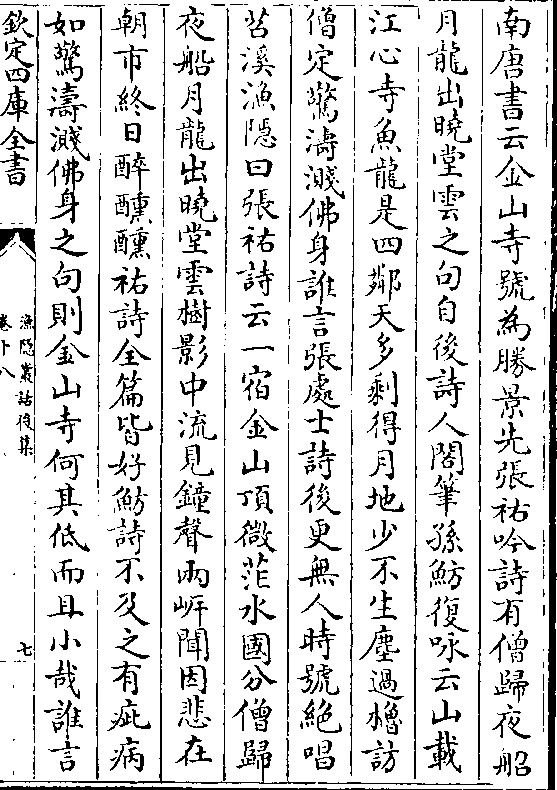 南唐書云金山寺號為勝景先張祐吟詩有僧歸夜船
月龍出曉堂雲之句自後詩人閣筆孫魴復咏云山載
江心寺魚龍是四鄰天多剩得月地少不生塵過櫓訪
僧定驚濤濺佛身誰言張處士詩後更無人時號絶唱
苕溪漁隠曰張祐詩云一宿金山頂微茫水國分僧歸
夜船月龍出曉堂雲樹影中流見鐘聲兩岍聞因悲在
朝市終日醉醺醺祐詩全篇皆好魴詩不及之有疵病
如驚濤濺佛身之句則金山寺何其低而且小哉誰言
欽定四庫全書
漁隠叢話後集
卷十八
七